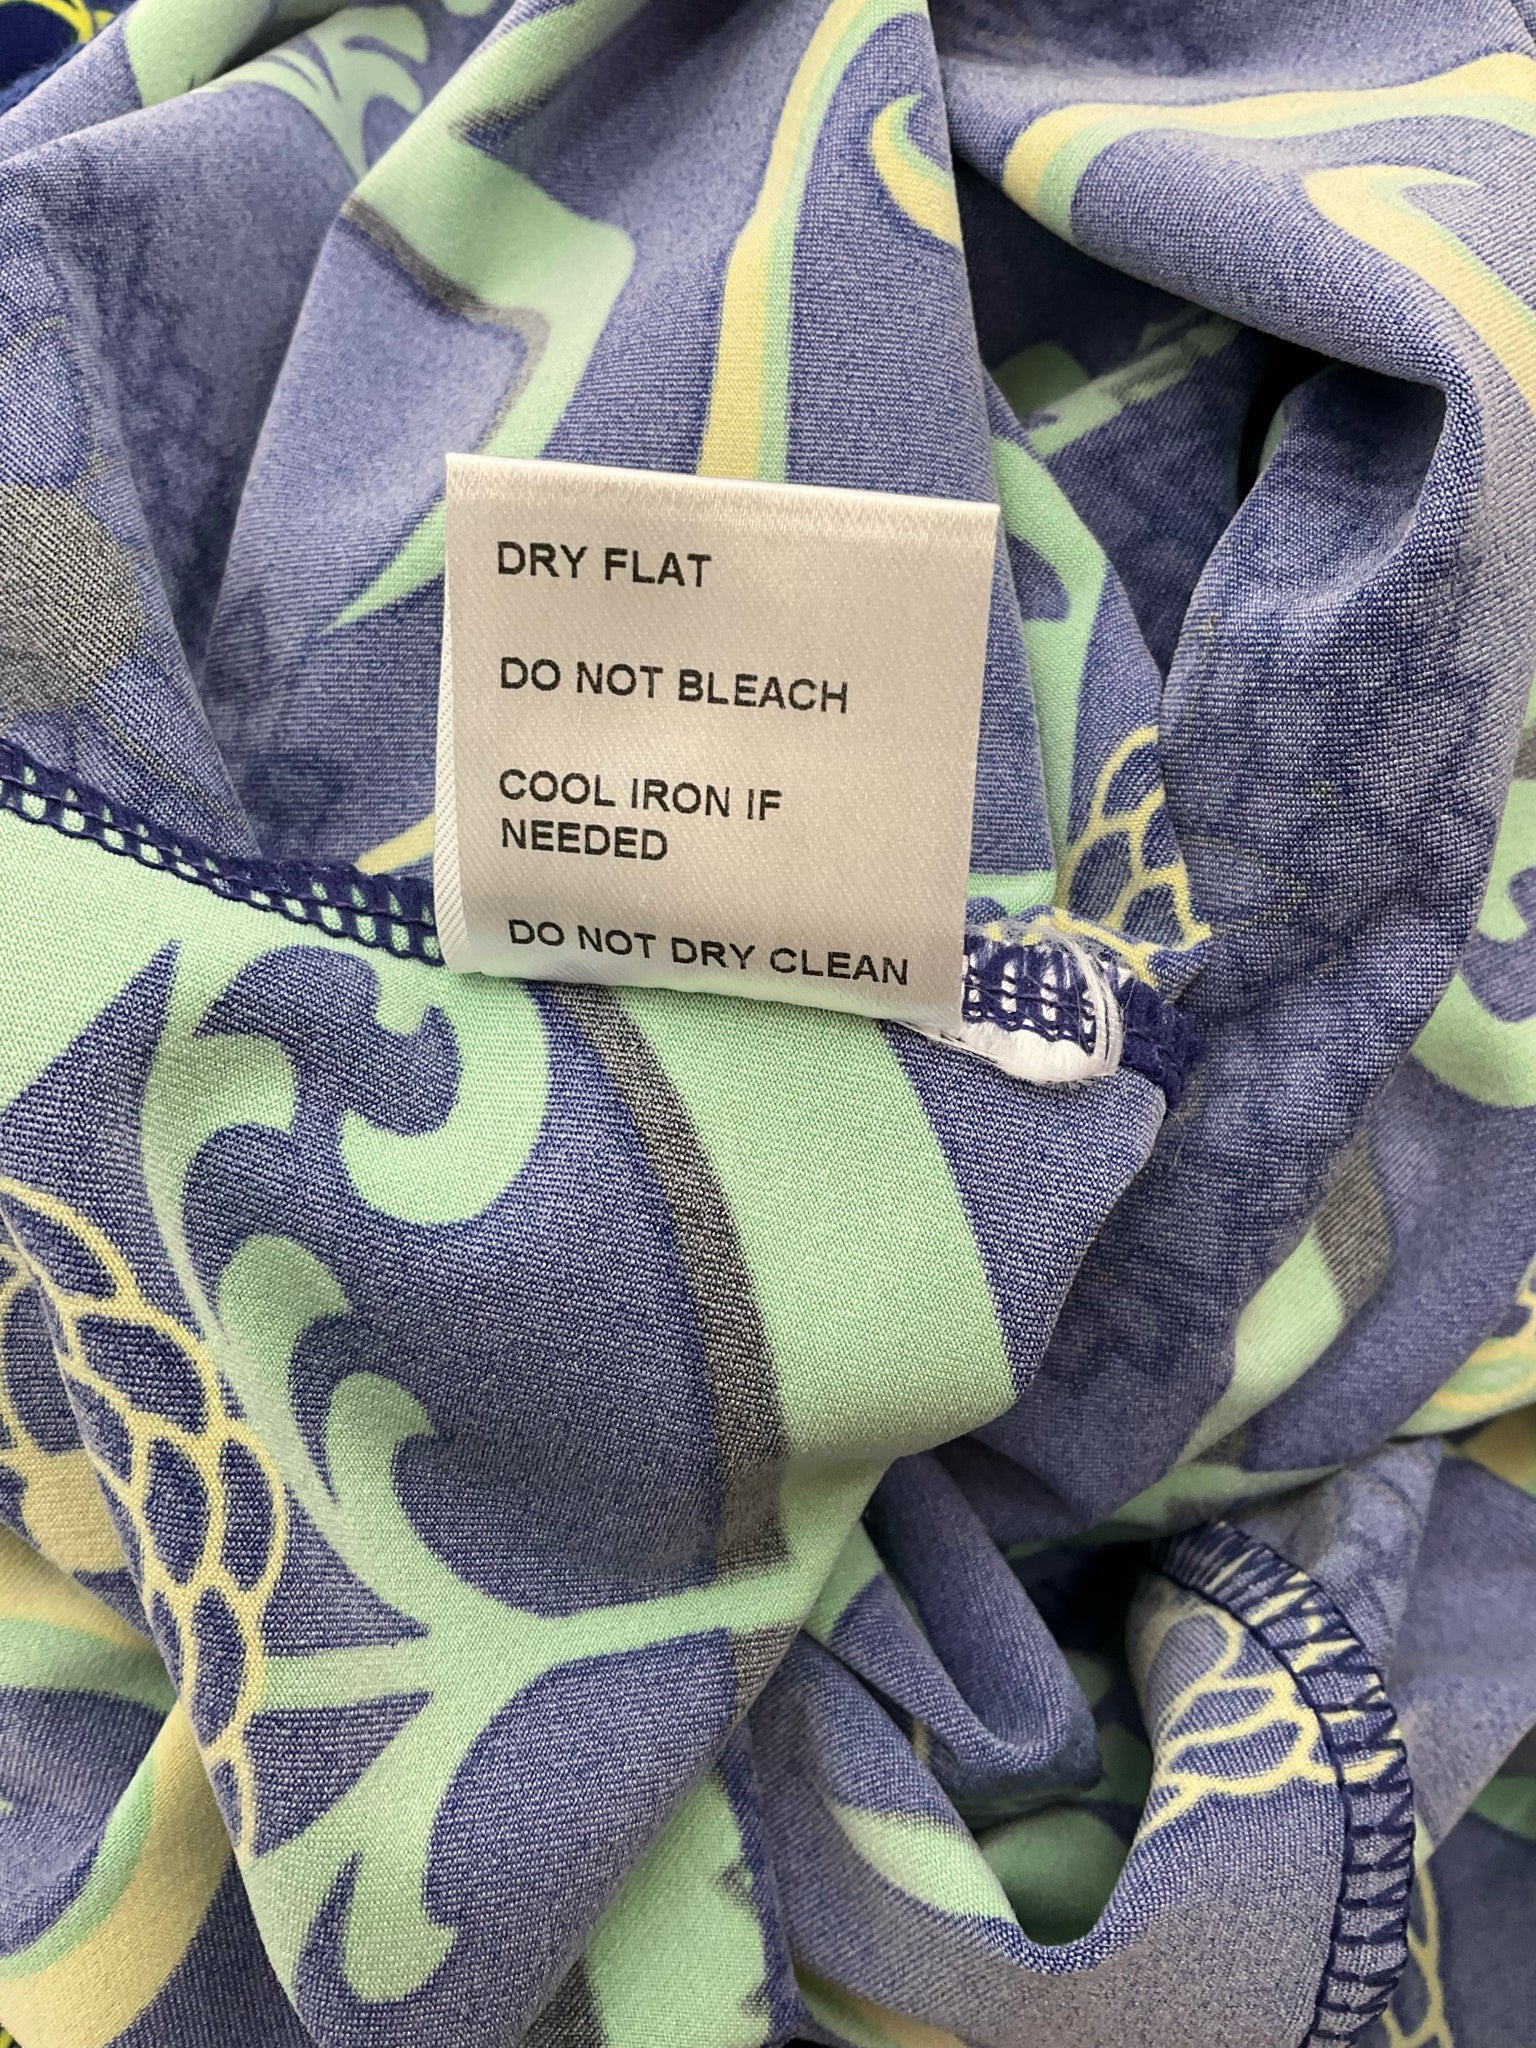 DRY FLAT
DO NOT BLEACH
COOL IRON IF
NEEDED
DO NOT DRY CLEAN